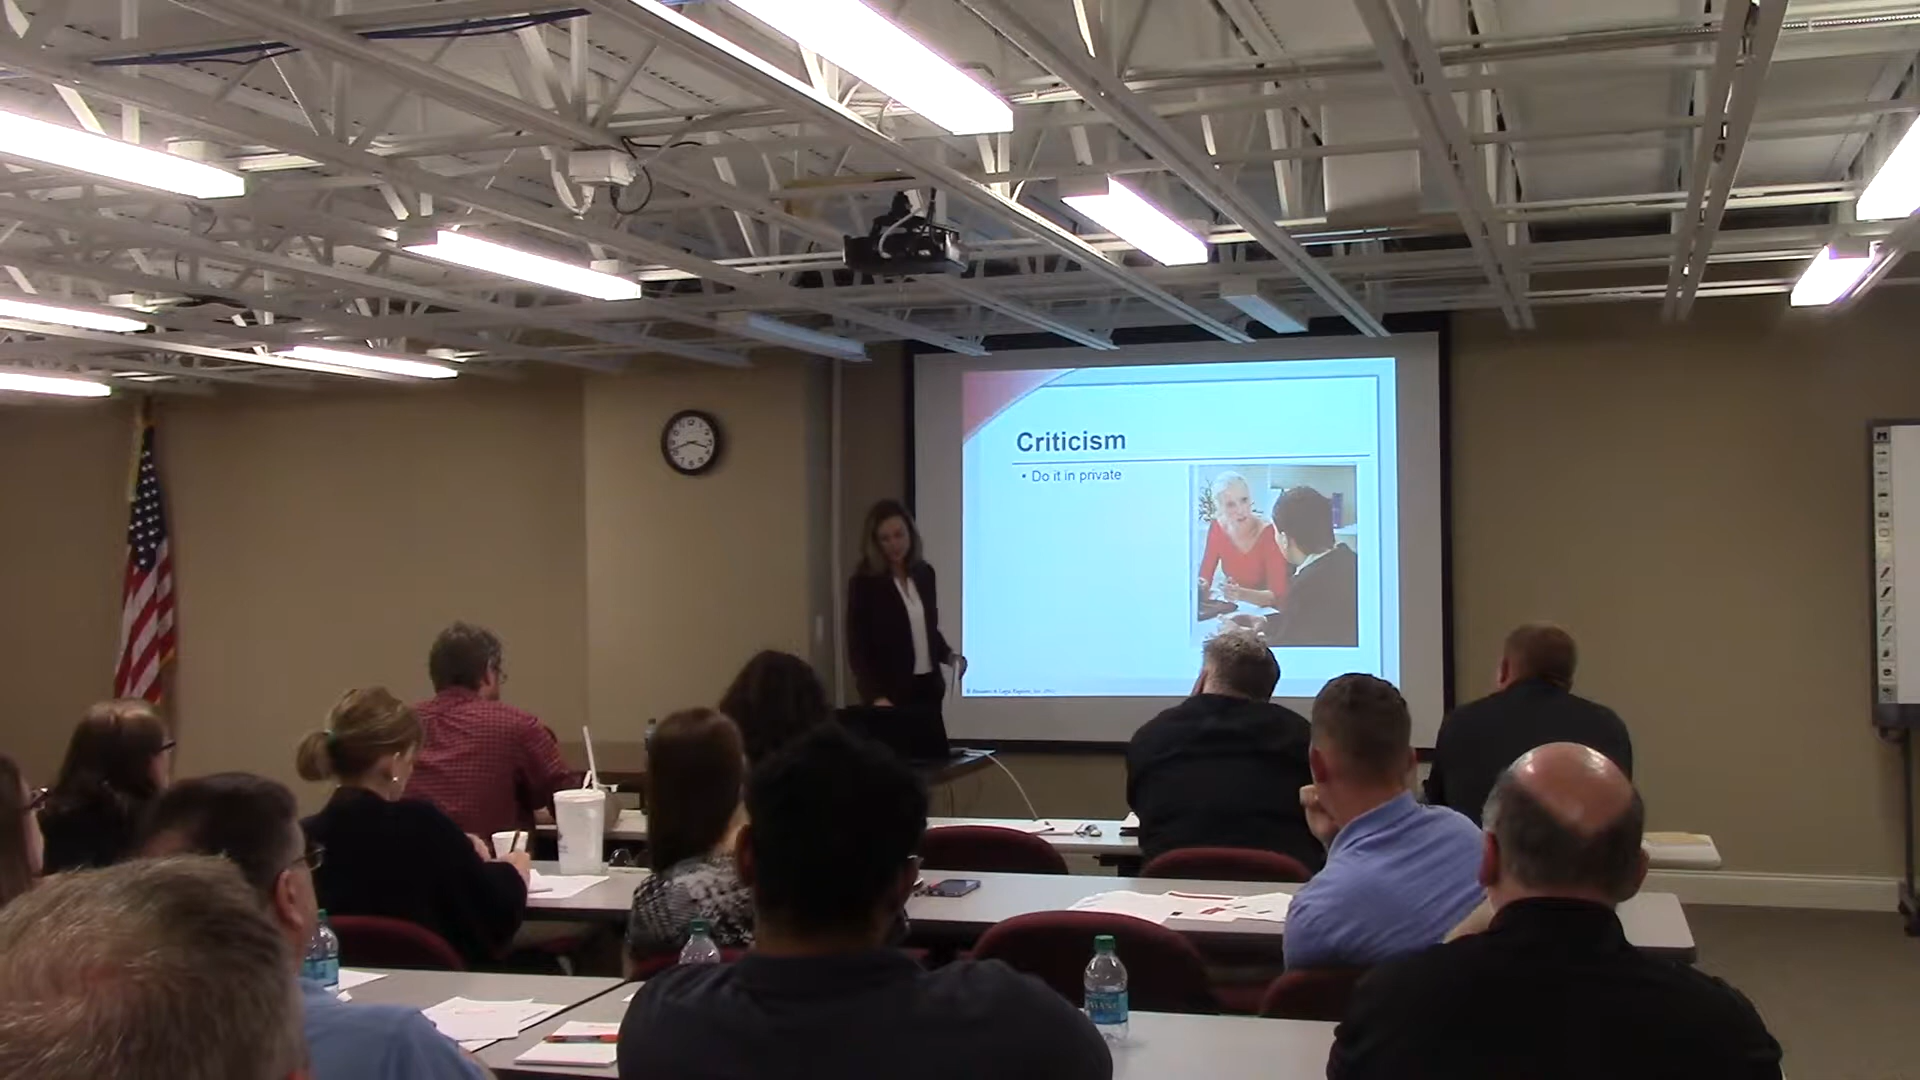 Criticism
• Do it in private